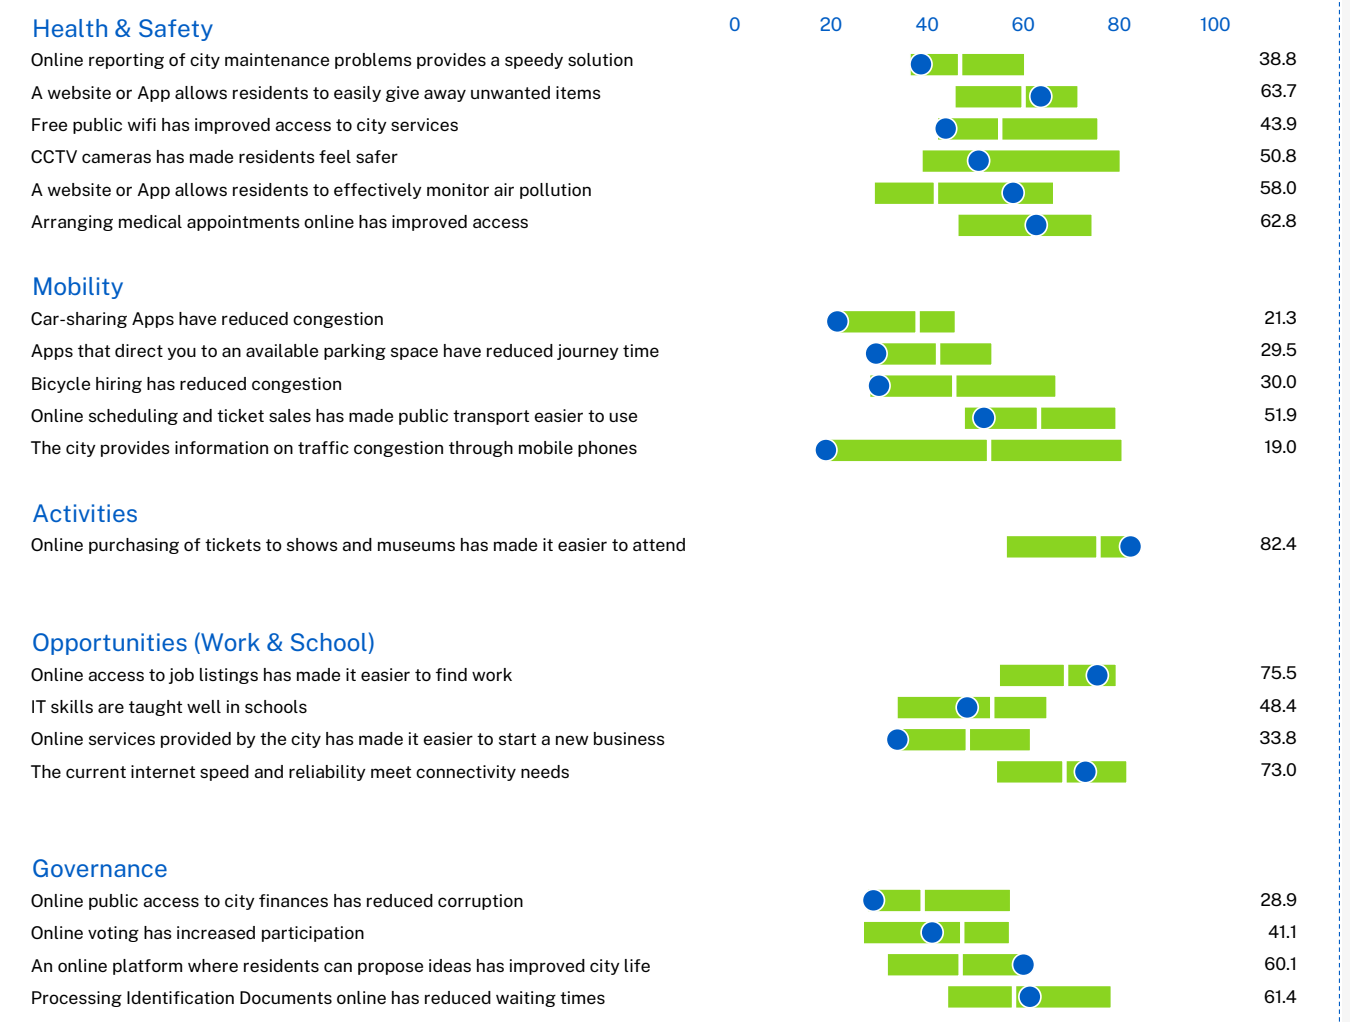 Health & Safety
0 20 40 60 80 100
Online reporting of city maintenance problems provides a speedy solution 38.8
A website or App allows residents to easily give away unwanted items 63.7
Free public wifi has improved access to city services 43.9
CCTV cameras has made residents feel safer 50.8
A website or App allows residents to effectively monitor air pollution 58.0
Arranging medical appointments online has improved access 62.8
Mobility
Car-sharing Apps have reduced congestion 21.3
Apps that direct you to an available parking space have reduced journey time 29.5
Bicycle hiring has reduced congestion 30.0
Online scheduling and ticket sales has made public transport easier to use 51.9
The city provides information on traffic congestion through mobile phones 19.0
Activities
Online purchasing of tickets to shows and museums has made it easier to attend 82.4
Opportunities (Work & School)
Online access to job listings has made it easier to find work 75.5
IT skills are taught well in schools 48.4
Online services provided by the city has made it easier to start a new business 33.8
The current internet speed and reliability meet connectivity needs 73.0
Governance
Online public access to city finances has reduced corruption 28.9
Online voting has increased participation 41.1
An online platform where residents can propose ideas has improved city life 60.1
Processing Identification Documents online has reduced waiting times 61.4